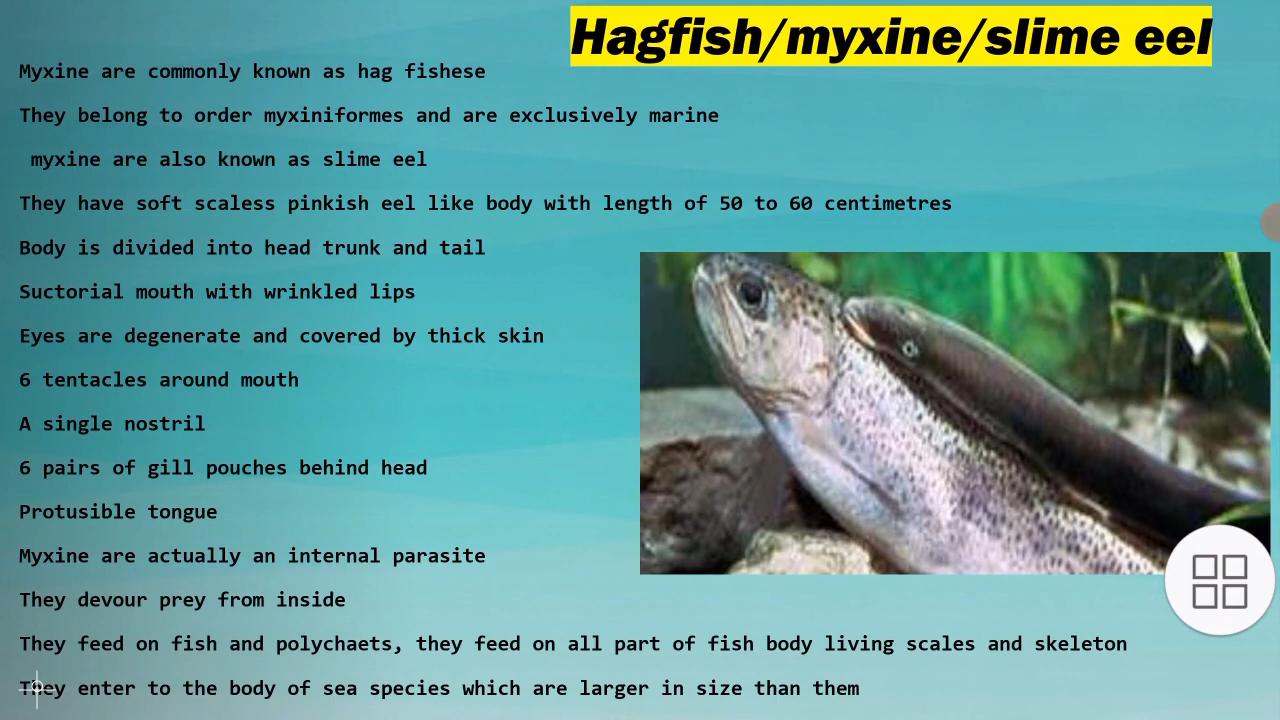 Hagfish/myxine/slime eel
Myxine are commonly known as hag fishese
They belong to order myxiniformes and are exclusively marine
myxine are also known as slime eel
They have soft scaless pinkish eel like body with length of 50 to 60 centimetres
Body is divided into head trunk and tail
Suctorial mouth with wrinkled lips
Eyes are degenerate and covered by thick skin
6 tentacles around mouth
A single nostril
6 pairs of gill pouches behind head
Protusible tongue
Myxine are actually an internal parasite
They devour prey from inside
They feed on fish and polychaets, they feed on all part of fish body living scales and skeleton
They enter to the body of sea species which are larger in size than them